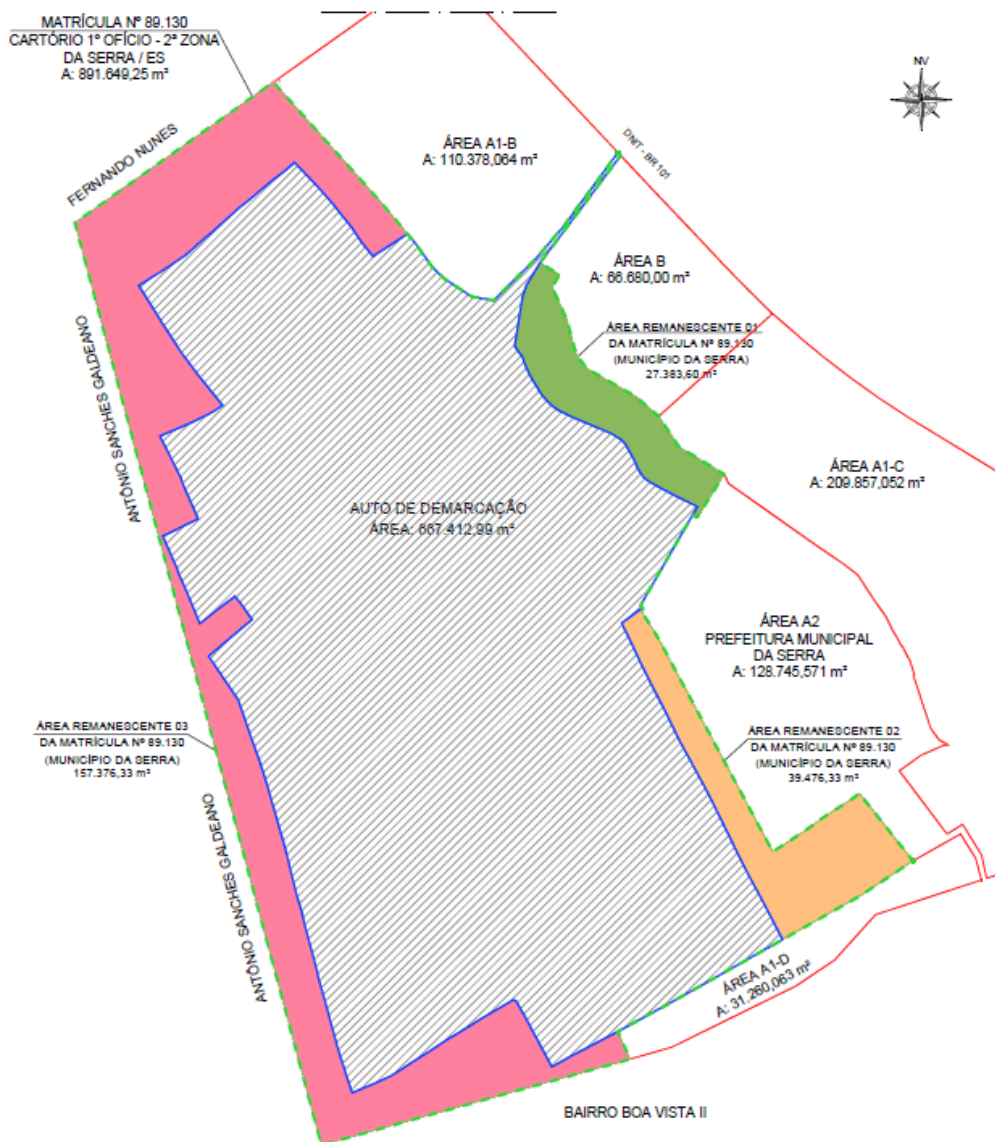 MATRÍCULA Nº 89.130
CARTÓRIO 1º OFÍCIO - 2ª ZONA
DA SERRA / ES
A: 891.649,25 m²
NV
FERNANDO NUNES
ÁREA A1-B
A: 110.378,064 m²
DNIT - BR 101
ÁREA B
A: 66.680,00 m²
ÁREA REMANESCENTE 01
DA MATRÍCULA Nº 89.130
(MUNICÍPIO DA SERRA)
27.383,60 m²
ANTÔNIO SANCHES GALDEANO
ÁREA A1-C
A: 209.857,052 m²
AUTO DE DEMARCAÇÃO
ÁREA: 667.412,99 m²
ÁREA A2
PREFEITURA MUNICIPAL
DA SERRA
A: 128.745,571 m²
ÁREA REMANESCENTE 03
DA MATRÍCULA Nº 89.130
(MUNICÍPIO DA SERRA)
157.376,33 m²
ÁREA REMANESCENTE 02
DA MATRÍCULA Nº 89.130
(MUNICÍPIO DA SERRA)
39.476,33 m²
ANTÔNIO SANCHES GALDEANO
ÁREA A1-D
A: 31.260,063 m²
BAIRRO BOA VISTA II